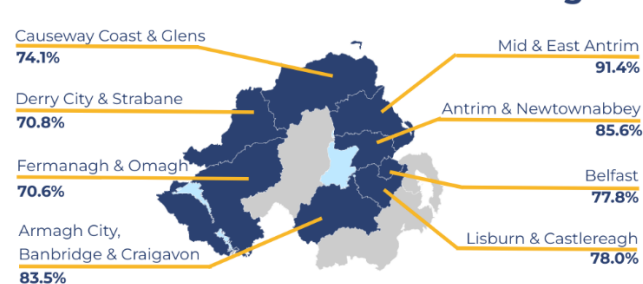 Causeway Coast & Glens
74.1%
Derry City & Strabane
70.8%
Fermanagh & Omagh
70.6%
Armagh City,
Banbridge & Craigavon
83.5%
Mid & East Antrim
91.4%
Antrim & Newtownabbey
85.6%
Belfast
77.8%
Lisburn & Castlereagh
78.0%